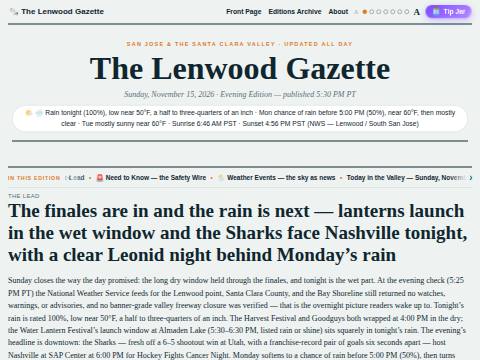 The Lenwood Gazette
Front Page Editions Archive About A A Tip Jar
SAN JOSE & THE SANTA CLARA VALLEY · UPDATED ALL DAY
The Lenwood Gazette
Sunday, November 15, 2026 · Evening Edition — published 5:30 PM PT
Rain tonight (100%), low near 50°F, a half to three-quarters of an inch · Mon chance of rain before 5:00 PM (50%), near 60°F, then mostly
clear · Tue mostly sunny near 60°F · Sunrise 6:46 AM PST · Sunset 4:56 PM PST (NWS — Lenwood / South San Jose)
IN THIS EDITION Lead • Need to Know — the Safety Wire • Weather Events — the sky as news • Today in the Valley — Sunday, Novem
THE LEAD
The finales are in and the rain is next — lanterns launch
in the wet window and the Sharks face Nashville tonight,
with a clear Leonid night behind Monday's rain
Sunday closes the way the day promised: the long dry window held through the finales, and tonight is the wet part. At the evening check (5:25
PM PT) the National Weather Service feeds for the Lenwood point, Santa Clara County, and the Bay Shoreline still returned no watches,
warnings, or advisories, and no banner-grade valley freeway closure was verified — that is the overnight picture readers wake up to. Tonight's
rain is rated 100%, low near 50°F, a half to three-quarters of an inch. The Harvest Festival and Goodguys both wrapped at 4:00 PM in the dry;
the Water Lantern Festival's launch window at Almaden Lake (5:30–6:30 PM, listed rain or shine) sits squarely in tonight's rain. The evening's
headline is downtown: the Sharks — fresh off a 6–5 shootout win at Utah, with a franchise-record pair of goals six seconds apart — host
Nashville at SAP Center at 6:00 PM for Hockey Fights Cancer Night. Monday softens to a chance of rain before 5:00 PM (50%), then turns